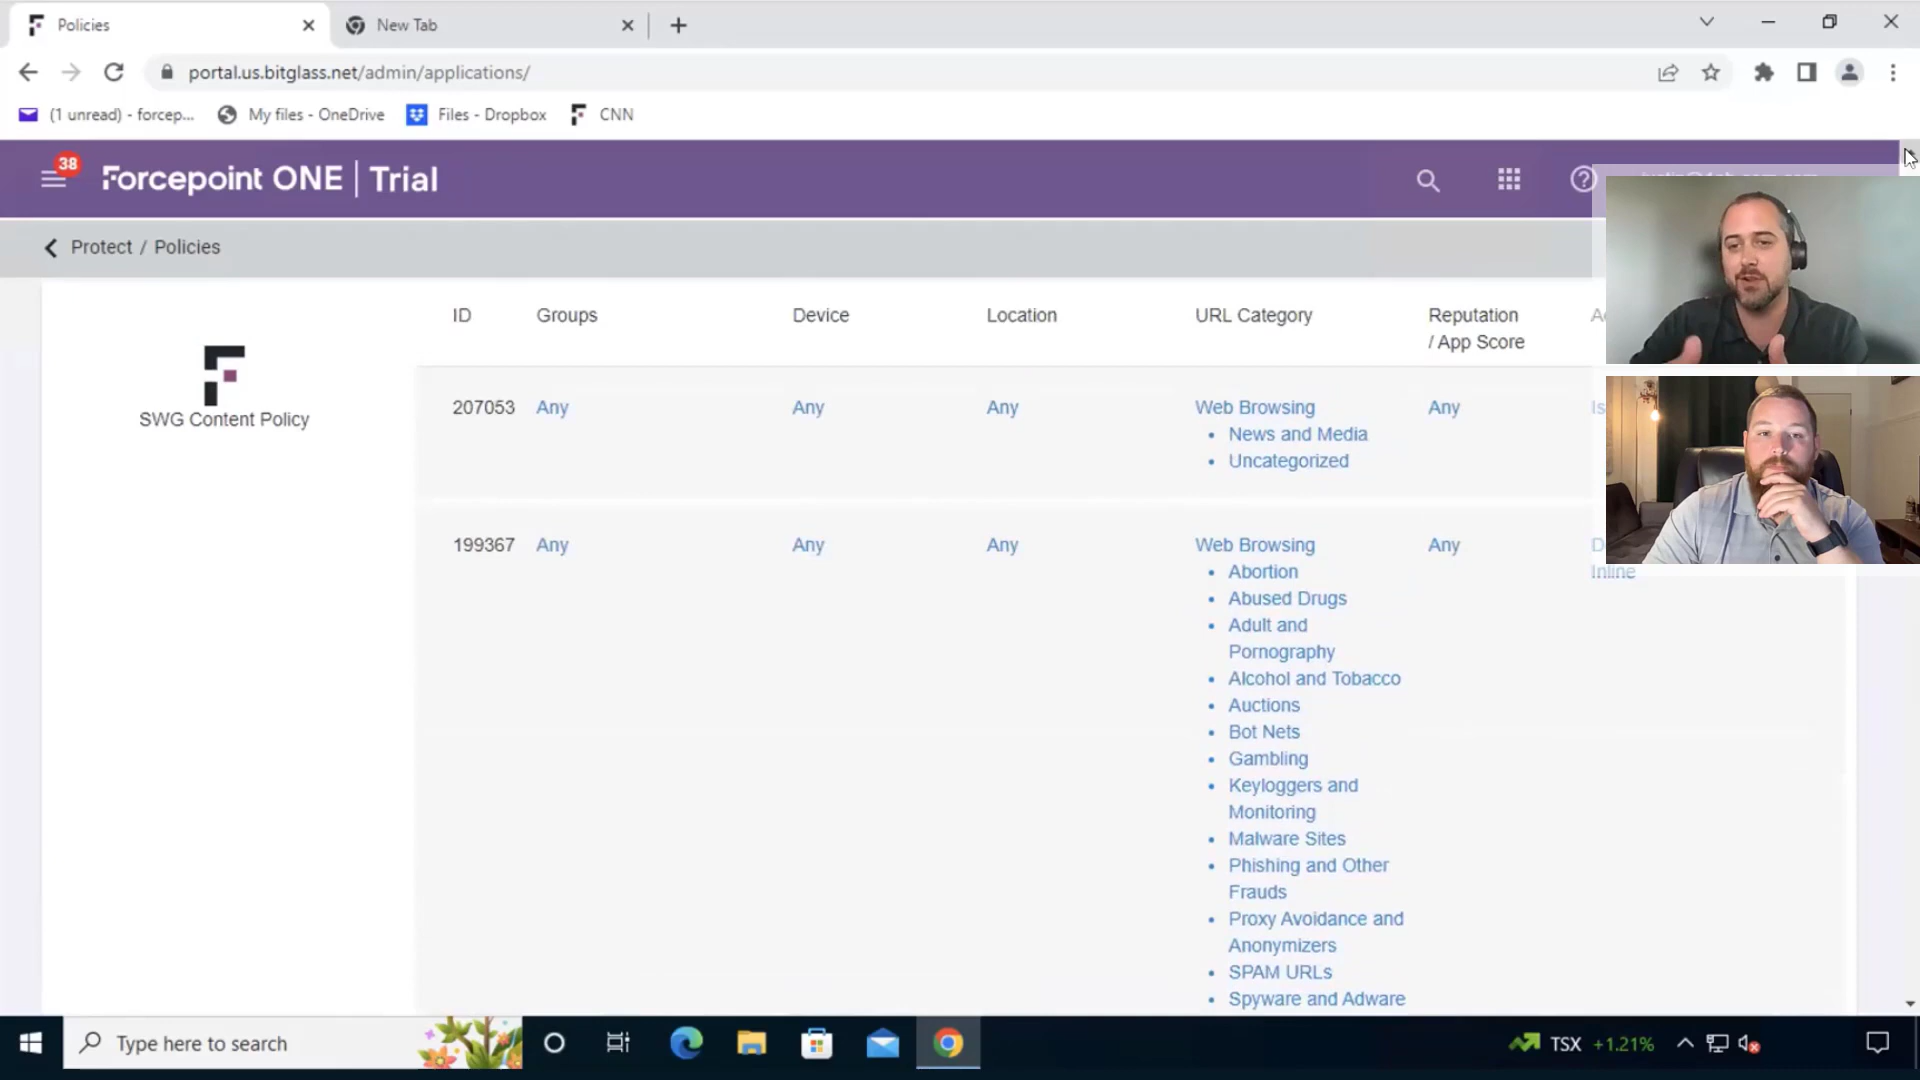 Policies
New Tab
portal.us.bitglass.net/admin/applications/
(1 unread) - forcep...
My files - OneDrive
Files - Dropbox
CNN
38
Forcepoint ONE | Trial
Protect / Policies
SWG Content Policy
ID
Groups
Device
Location
URL Category
Reputation
/ App Score
207053
Any
Any
Any
Web Browsing
• News and Media
• Uncategorized
Any
199367
Any
Any
Any
Web Browsing
• Abortion
• Abused Drugs
• Adult and
Pornography
• Alcohol and Tobacco
• Auctions
• Bot Nets
• Gambling
• Keyloggers and
Monitoring
• Malware Sites
• Phishing and Other
Frauds
• Proxy Avoidance and
Anonymizers
• SPAM URLs
• Spyware and Adware
Any
Inline
Type here to search
TSX +1.21%